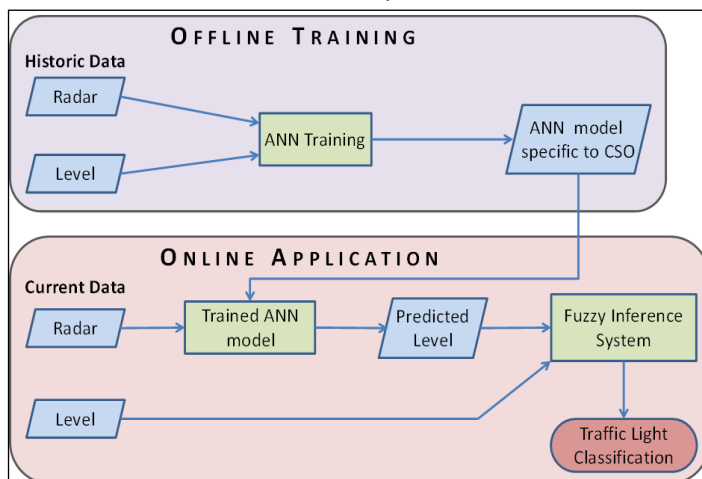 OFFLINE TRAINING
Historic Data
Radar
Level
ANN Training
ANN model
specific to CSO
ONLINE APPLICATION
Current Data
Radar
Trained ANN
model
Predicted
Level
Fuzzy Inference
System
Level
Traffic Light
Classification